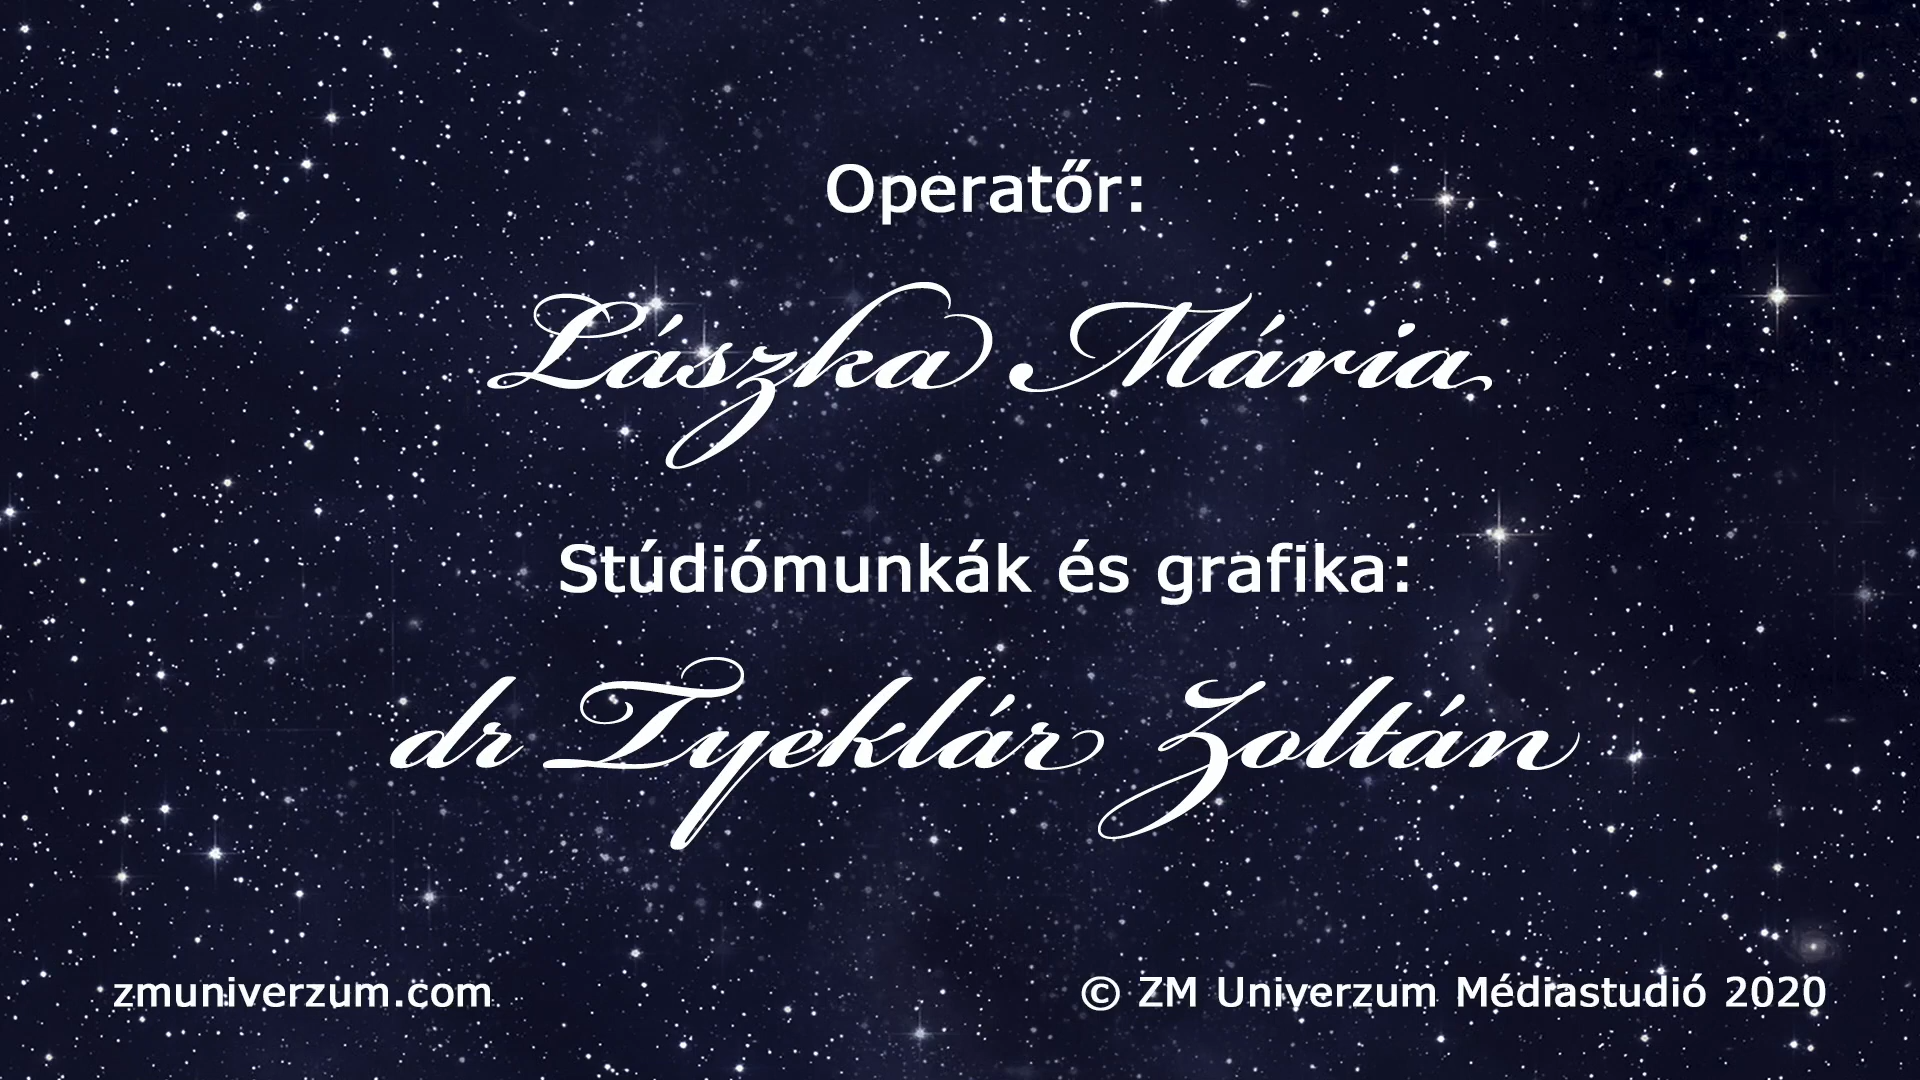 Operatőr:
Lászka Mária
Stúdiómunkák és grafika:
dr Tyeklár Zoltán
zmuniverzum.com
© ZM Univerzum Médiastudió 2020